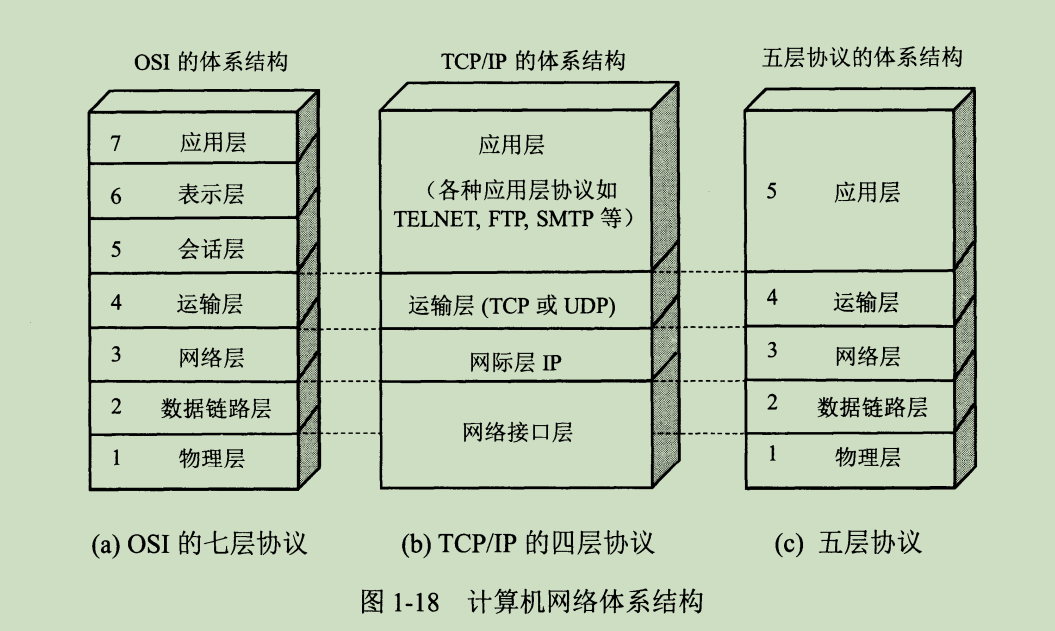 OSI 的体系结构
7 应用层
6 表示层
5 会话层
4 运输层
3 网络层
2 数据链路层
1 物理层
(a) OSI 的七层协议
TCP/IP 的体系结构
应用层
（各种应用层协议如
TELNET, FTP, SMTP 等）
运输层 (TCP 或 UDP)
网际层 IP
网络接口层
(b) TCP/IP 的四层协议
五层协议的体系结构
5 应用层
4 运输层
3 网络层
2 数据链路层
1 物理层
(c) 五层协议
图 1-18 计算机网络体系结构